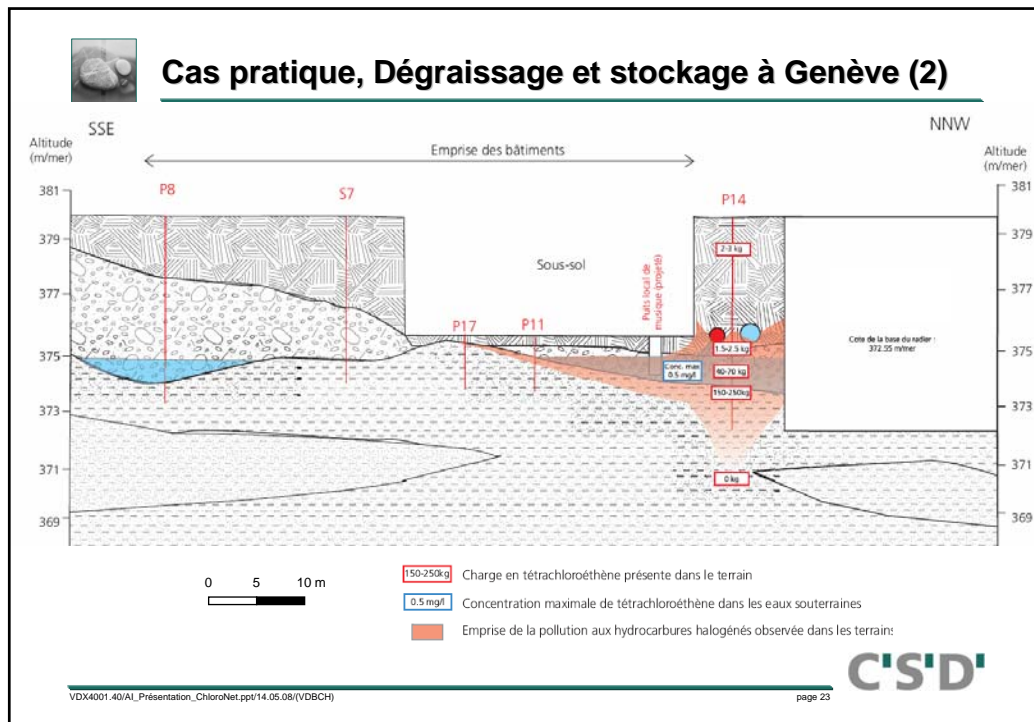 Cas pratique, Dégraissage et stockage à Genève (2)
SSE
NNW
Altitude
(m/mer)
Emprise des bâtiments
Altitude
(m/mer)
381
379
377
375
373
371
369
P8
S7
P17
P11
Sous-sol
Puits local de
musique (projeté)
P14
2-3 kg
1.5-2.5 kg
Conc. max
0.5 mg/l
40-70 kg
150-250kg
0 kg
Cote de la base du radier :
372.55 m/mer
381
379
377
375
373
371
369
0 5 10 m
150-250kg Charge en tétrachloroéthène présente dans le terrain
0.5 mg/l Concentration maximale de tétrachloroéthène dans les eaux souterraines
Emprise de la pollution aux hydrocarbures halogénés observée dans les terrains
C'S'D'
VDX4001.40/AI_Présentation_ChloroNet.ppt/14.05.08/(VDBCH)
page 23